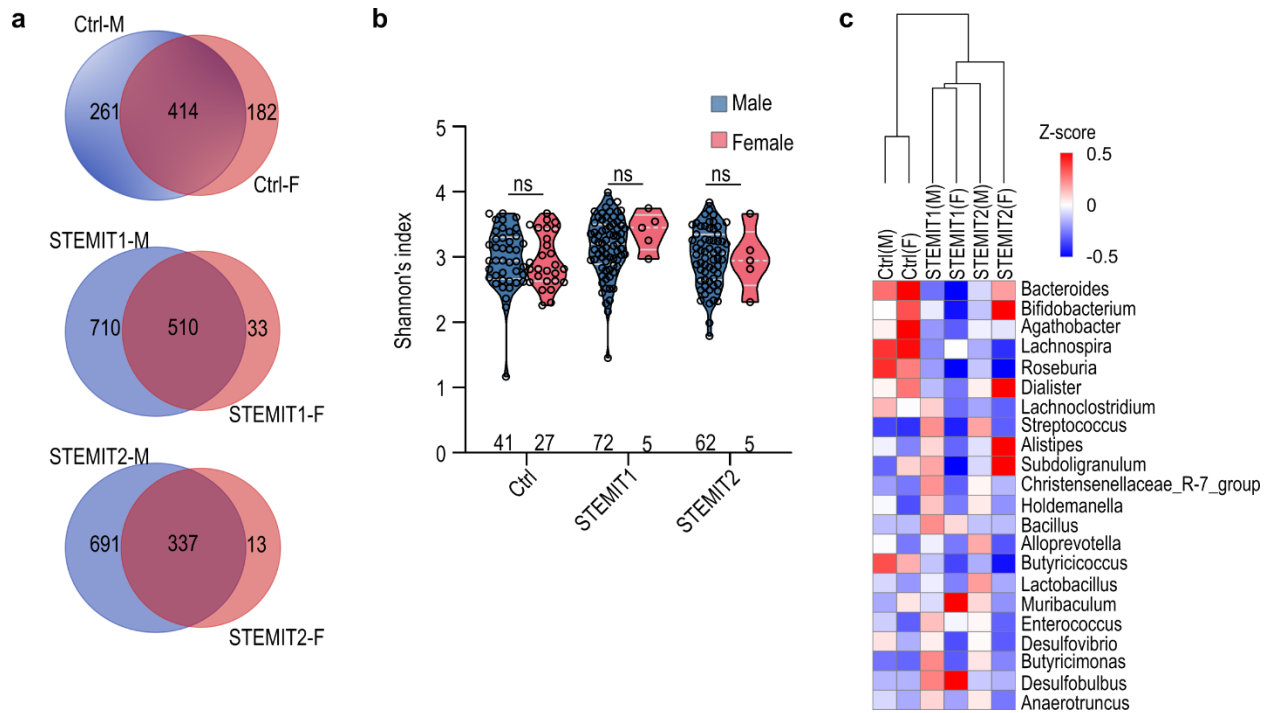 a
Ctrl-M
261
414
182
Ctrl-F
STEMIT1-M
710
510
33
STEMIT1-F
STEMIT2-M
691
337
13
STEMIT2-F
b
Male
Female
Shannon's index
5
4
3
2
1
0
ns
ns
ns
41
27
72
5
62
5
Ctrl
STEMIT1
STEMIT2
c
Z-score
0.5
0
-0.5
Ctrl(M)
Ctrl(F)
STEMIT1(M)
STEMIT1(F)
STEMIT2(M)
STEMIT2(F)
Bacteroides
Bifidobacterium
Agathobacter
Lachnospira
Roseburia
Dialister
Lachnoclostridium
Streptococcus
Alistipes
Subdoligranulum
Christensenellaceae_R-7_group
Holdemanella
Bacillus
Alloprevotella
Butyricicoccus
Lactobacillus
Muribaculum
Enterococcus
Desulfovibrio
Butyricimonas
Desulfobulbus
Anaerotruncus